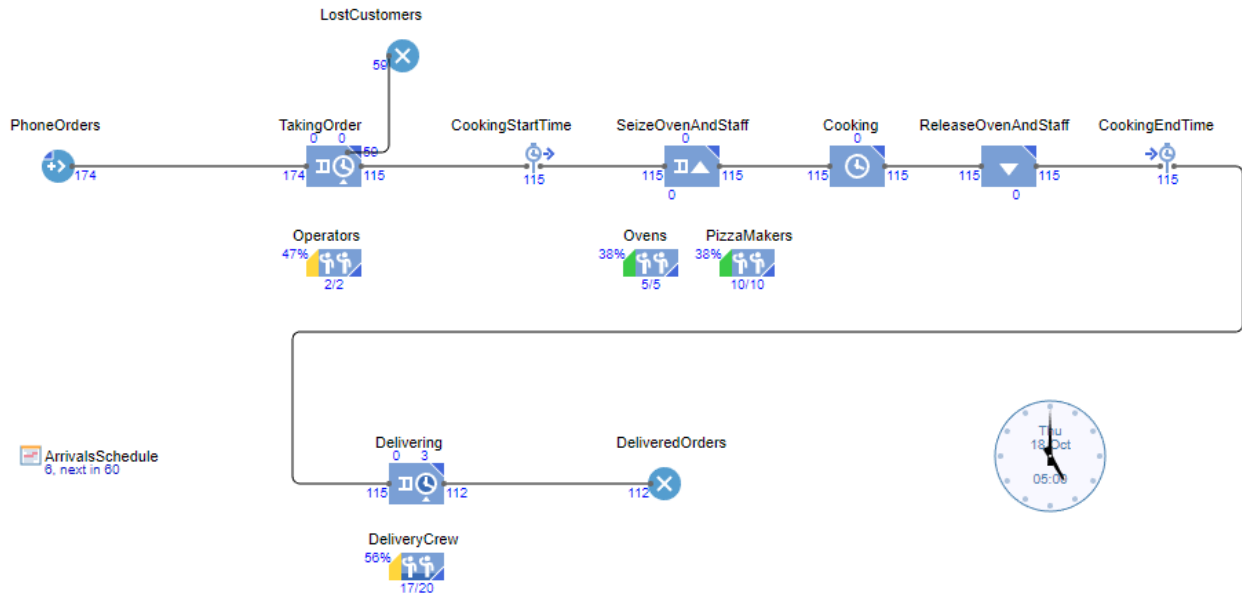 LostCustomers
59
PhoneOrders
174
TakingOrder
0 0
59
174 115
CookingStartTime
115
SeizeOvenAndStaff
0
115 115
0
Cooking
0
115 115
ReleaseOvenAndStaff
115 115
0
CookingEndTime
115
Operators
47%
2/2
Ovens
38%
5/5
PizzaMakers
38%
10/10
ArrivalsSchedule
6, next in 60
Delivering
0 3
115 112
DeliveredOrders
112
DeliveryCrew
56%
17/20
Thu
18 Oct
05:00